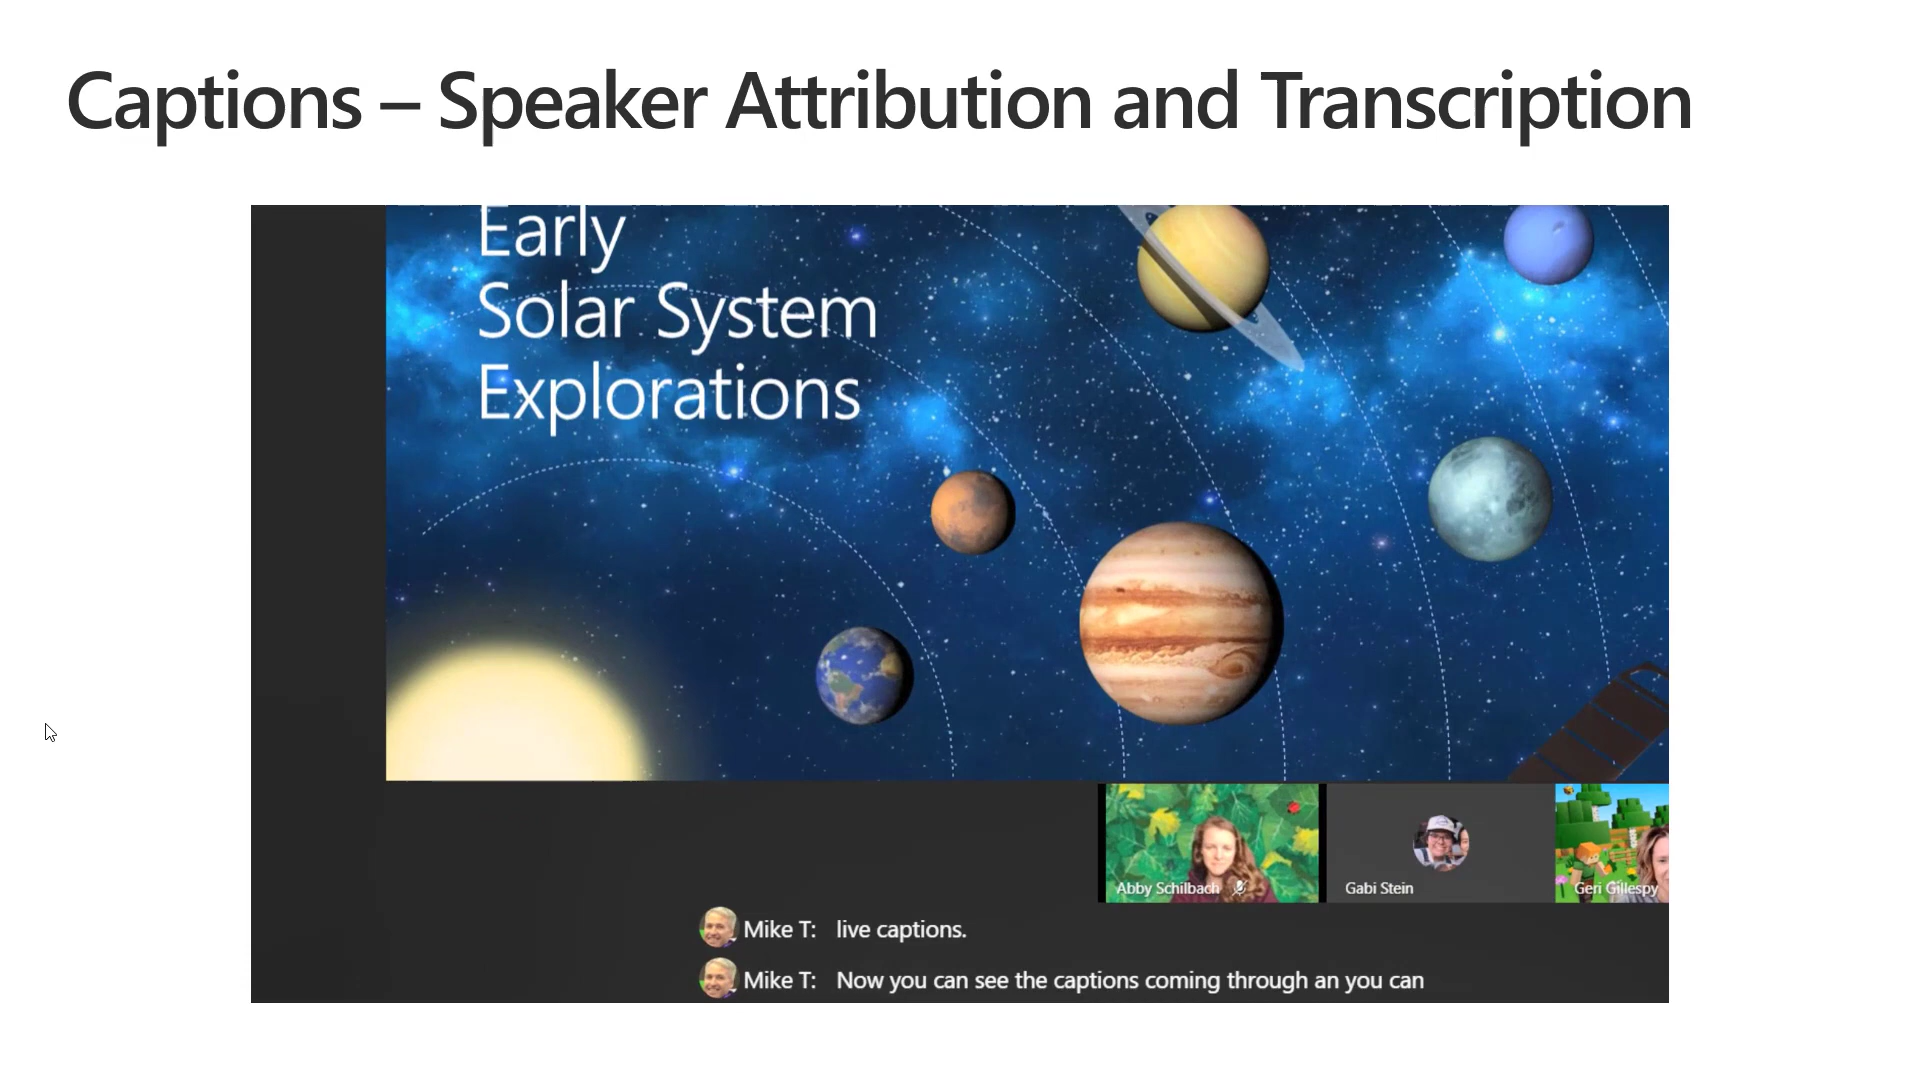 Captions – Speaker Attribution and Transcription
Early
Solar System
Explorations
Abby Schilbach
Gabi Stein
Geri Gillespy
Mike T: live captions.
Mike T: Now you can see the captions coming through an you can